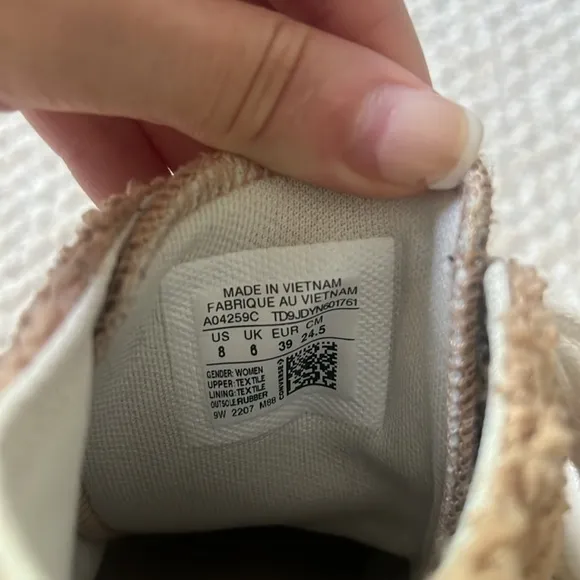 MADE IN VIETNAM
FABRIQUE AU VIETNAM
A04259C TD9JDYN601761
US UK EUR CM
8 6 39 24.5
GENDER: WOMEN
UPPER: TEXTILE
LINING: TEXTILE
OUTSOLE: RUBBER
9W 2207 M6B